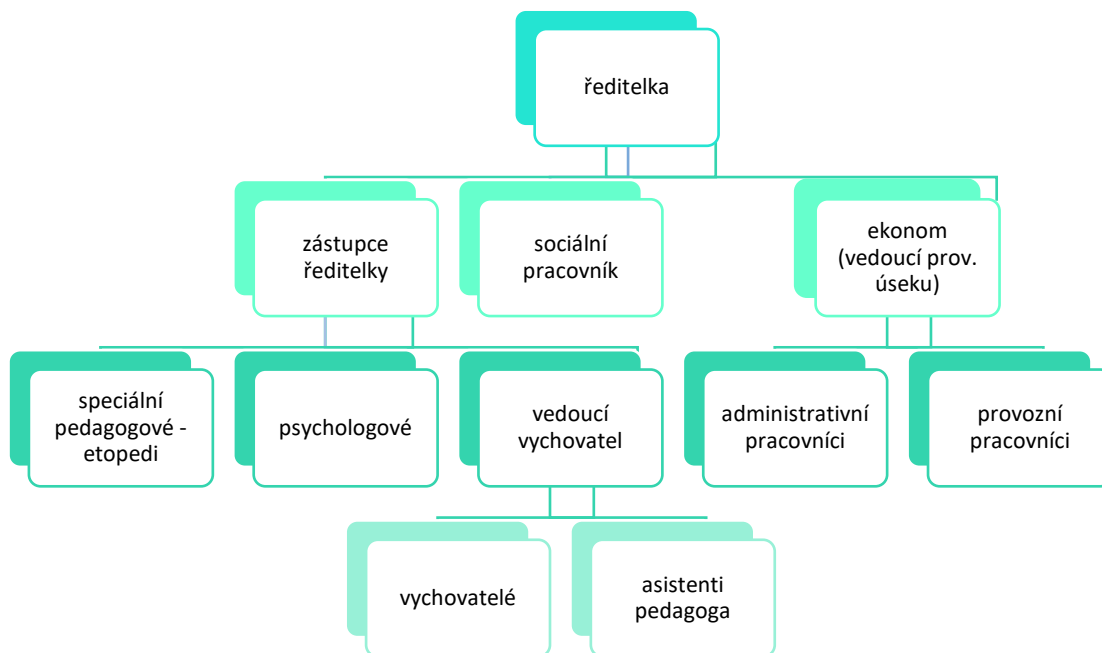 ředitelka
zástupce
ředitelky
sociální
pracovník
ekonom
(vedoucí prov.
úseku)
speciální
pedagogové -
etopedi
psychologové
vedoucí
vychovatel
administrativní
pracovníci
provozní
pracovníci
vychovatelé
asistenti
pedagoga